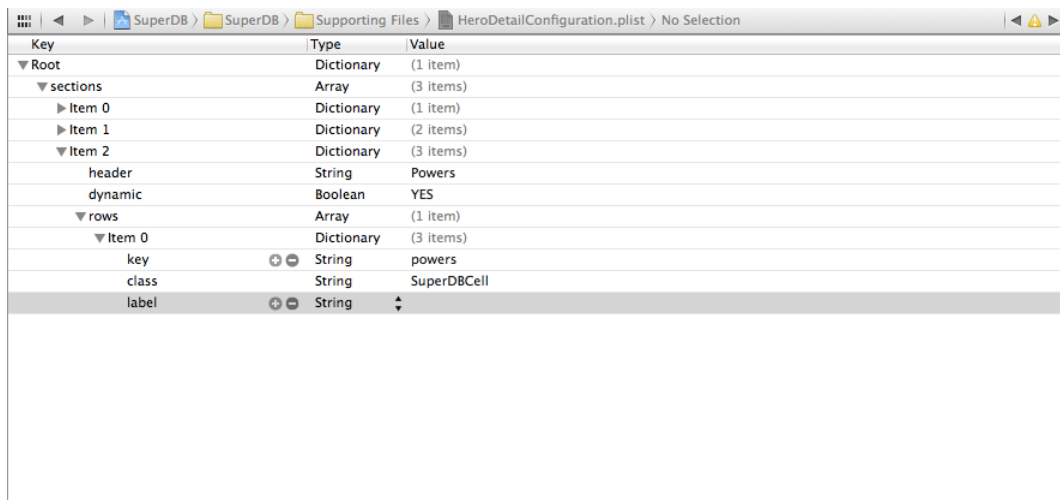 SuperDB SuperDB Supporting Files HeroDetailConfiguration.plist No Selection
Key Type Value
Root Dictionary (1 item)
sections Array (3 items)
Item 0 Dictionary (1 item)
Item 1 Dictionary (2 items)
Item 2 Dictionary (3 items)
header String Powers
dynamic Boolean YES
rows Array (1 item)
Item 0 Dictionary (3 items)
key String powers
class String SuperDBCell
label String